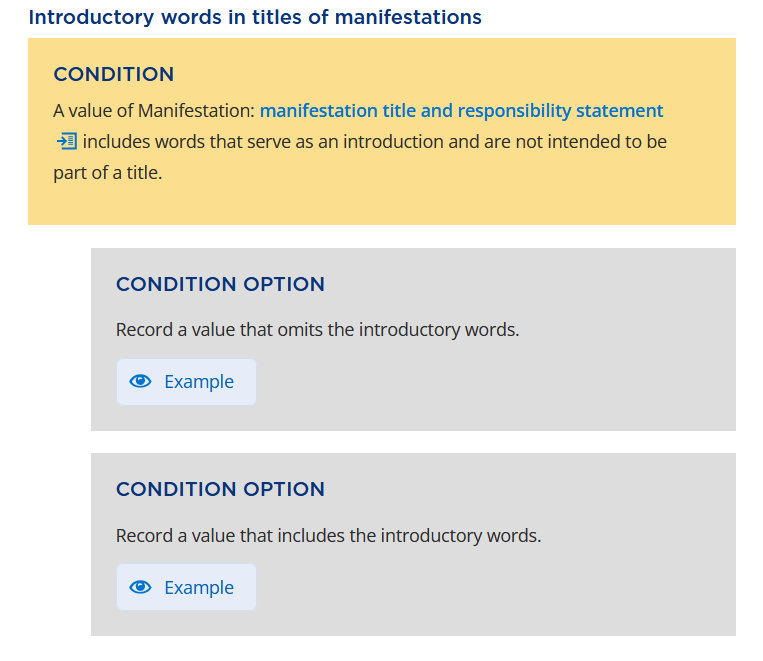 Introductory words in titles of manifestations
CONDITION
A value of Manifestation: manifestation title and responsibility statement
includes words that serve as an introduction and are not intended to be
part of a title.
CONDITION OPTION
Record a value that omits the introductory words.
Example
CONDITION OPTION
Record a value that includes the introductory words.
Example